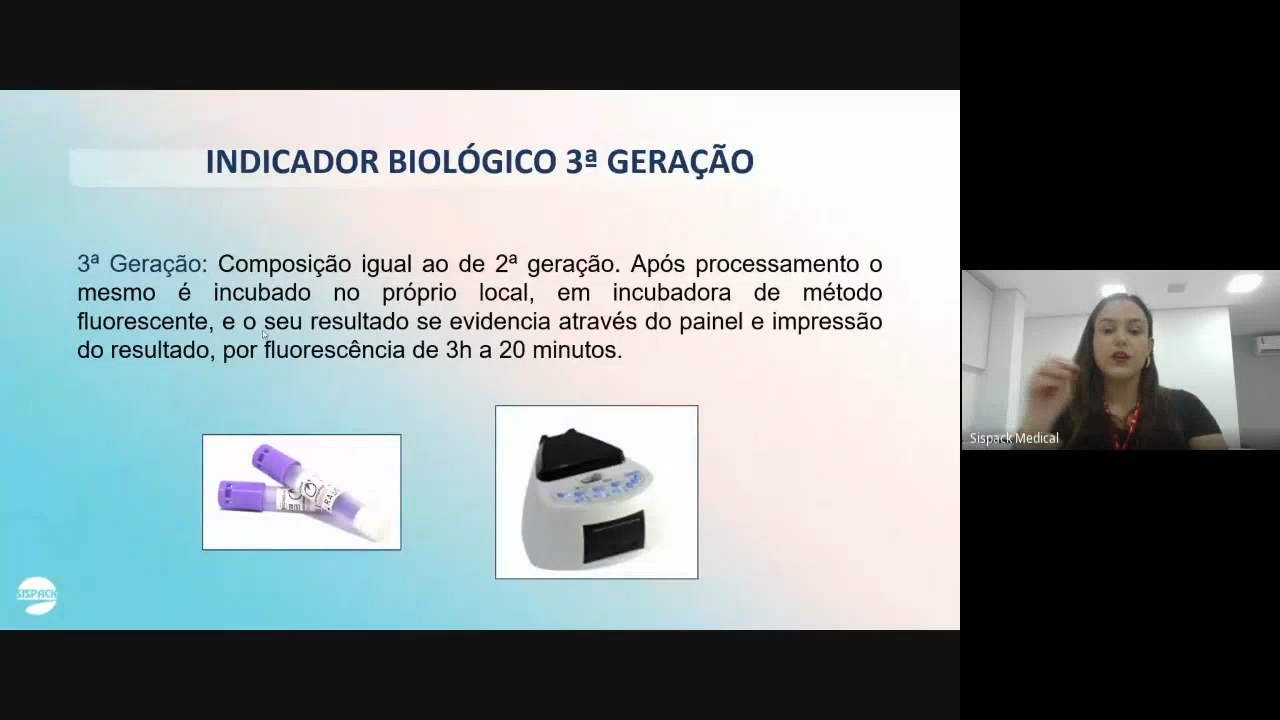 INDICADOR BIOLÓGICO 3ª GERAÇÃO
3ª Geração: Composição igual ao de 2ª geração. Após processamento o
mesmo é incubado no próprio local, em incubadora de método
fluorescente, e o seu resultado se evidencia através do painel e impressão
do resultado, por fluorescência de 3h a 20 minutos.
SISPACK
Sispack Medical